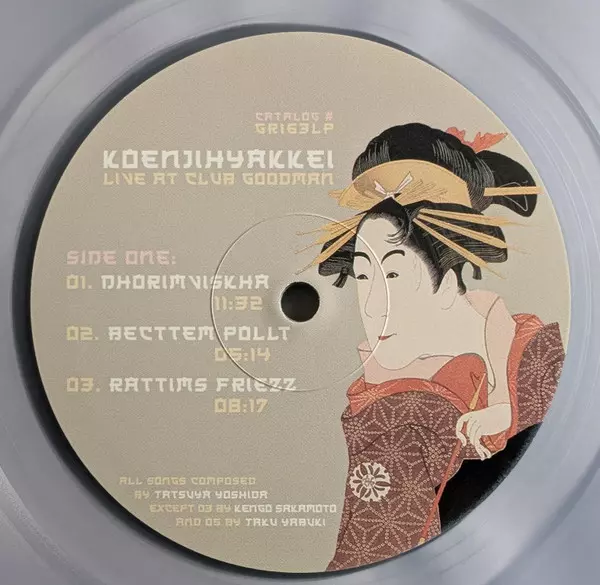 CATALOG #
GR163LP
KOENJIHYAKKEI
LIVE AT CLUB GOODMAN
SIDE ONE:
01. DHORIMVISKHA
11:32
02. BECTTEM POLLT
05:14
03. RATTIMS FRIEZZ
08:17
ALL SONGS COMPOSED
BY TATSUYA YOSHIDA
EXCEPT 03 BY KENGO SAKAMOTO
AND 05 BY TAKU YABUKI